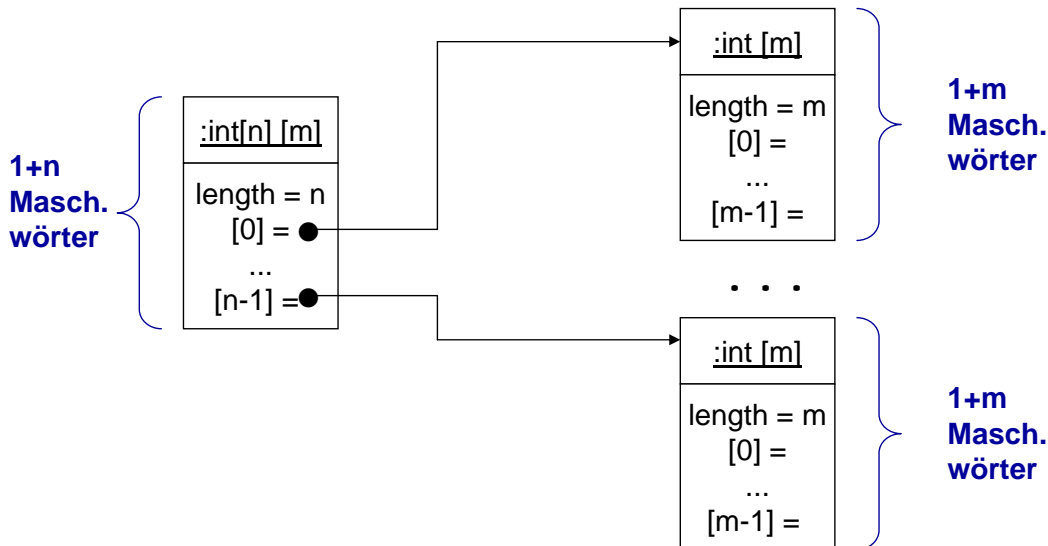 1+n
Masch.
wörter
:int[n] [m]
length = n
[0] =
...
[n-1] =
:int [m]
length = m
[0] =
...
[m-1] =
1+m
Masch.
wörter
. . .
:int [m]
length = m
[0] =
...
[m-1] =
1+m
Masch.
wörter